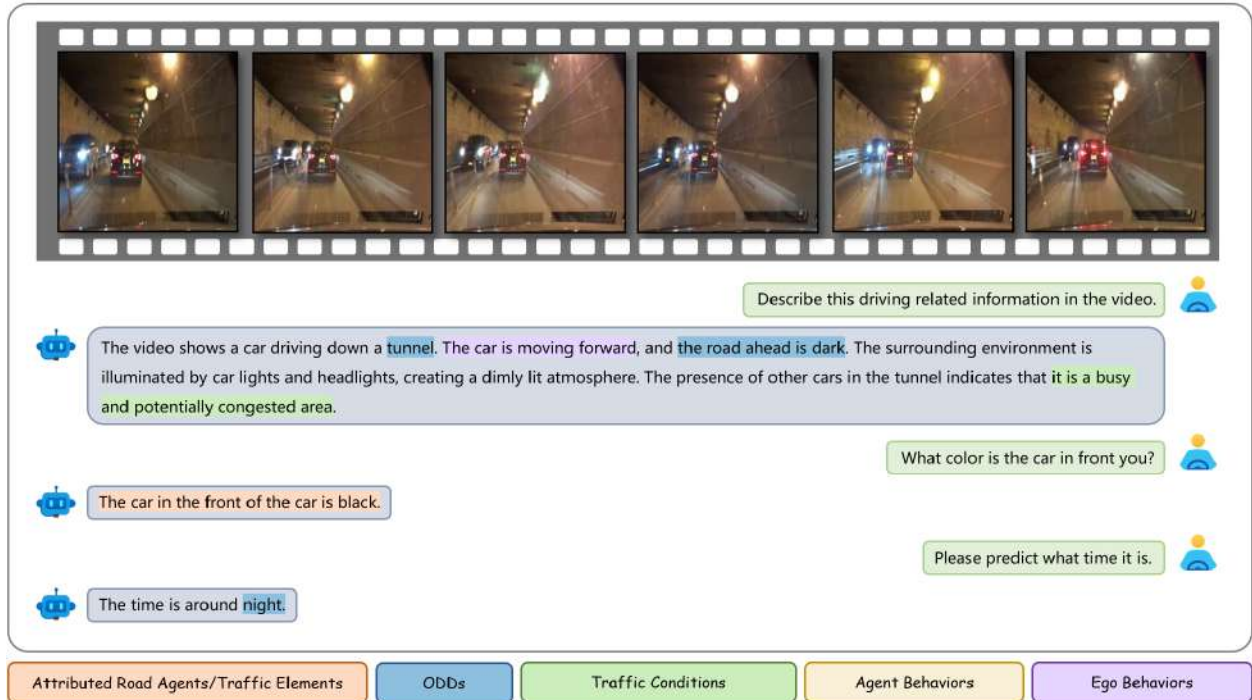 Describe this driving related information in the video.
The video shows a car driving down a tunnel. The car is moving forward, and the road ahead is dark. The surrounding environment is
illuminated by car lights and headlights, creating a dimly lit atmosphere. The presence of other cars in the tunnel indicates that it is a busy
and potentially congested area.
What color is the car in front you?
The car in the front of the car is black.
Please predict what time it is.
The time is around night.
Attributed Road Agents/Traffic Elements
ODDs
Traffic Conditions
Agent Behaviors
Ego Behaviors